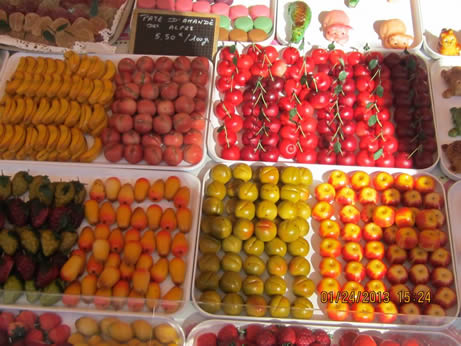 PATE D'AMANDE
DES ALPES
5.50€/100g
01/24/2013 15:24